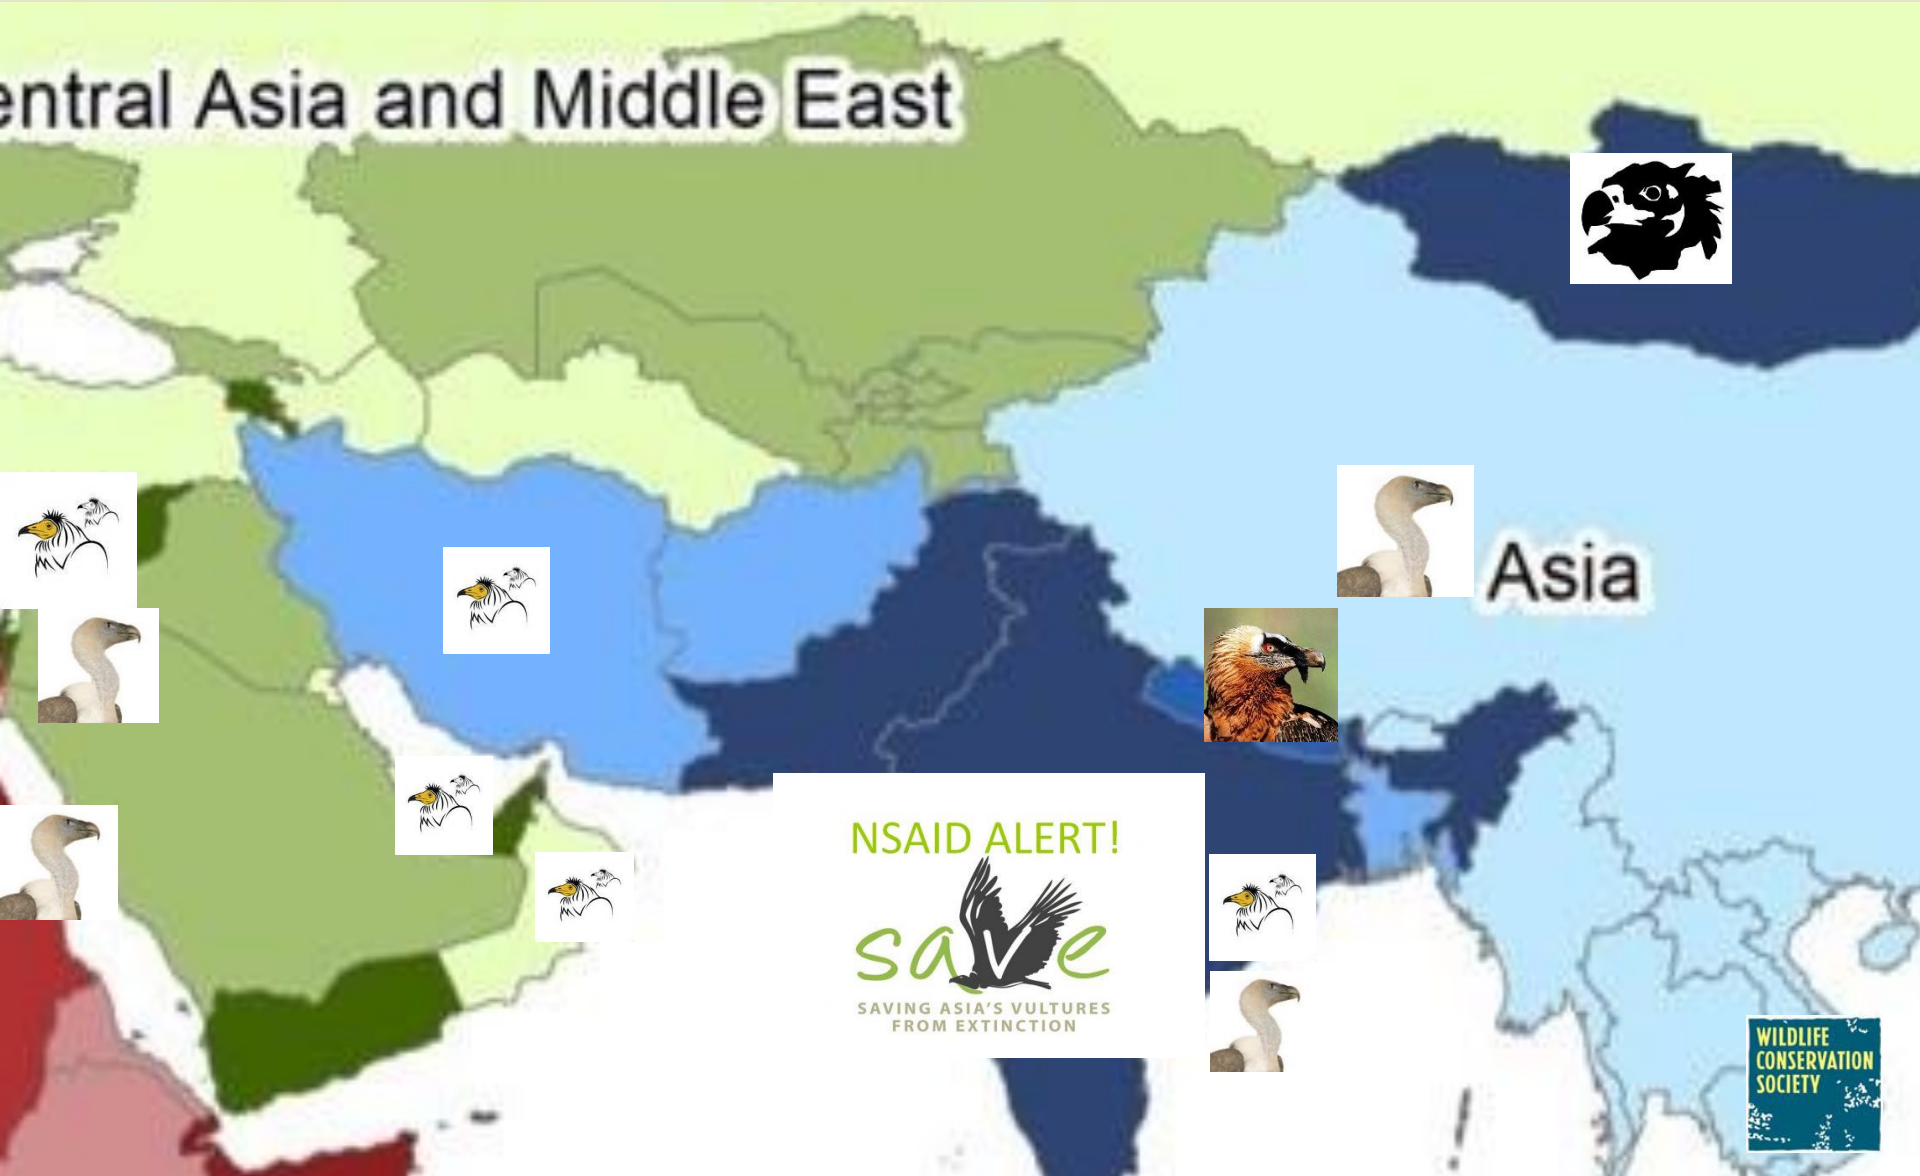 entral Asia and Middle East
Asia
NSAID ALERT!
save
SAVING ASIA'S VULTURES
FROM EXTINCTION
WILDLIFE
CONSERVATION
SOCIETY